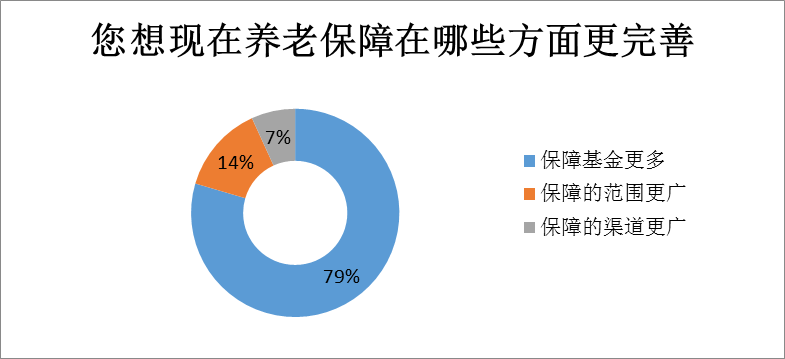 您想现在养老保障在哪些方面更完善
7%
14%
79%
保障基金更多
保障的范围更广
保障的渠道更广